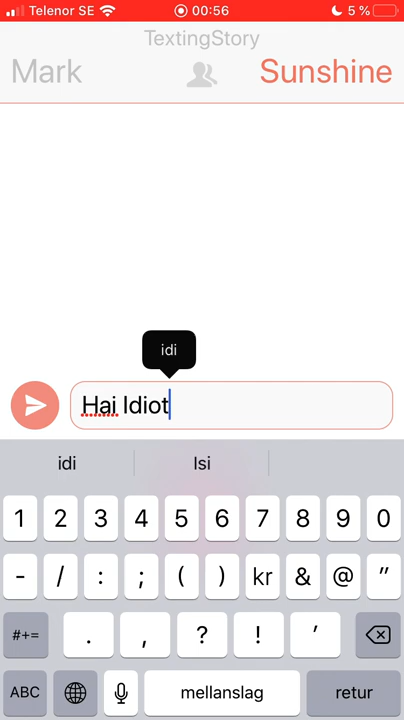 Telenor SE 00:56 5 %
TextingStory
Mark Sunshine
idi
Hai Idiot
idi Isi
1 2 3 4 5 6 7 8 9 0
- / : ; ( ) kr & @ ”
#+= . , ? ! ’
ABC mellanslag retur